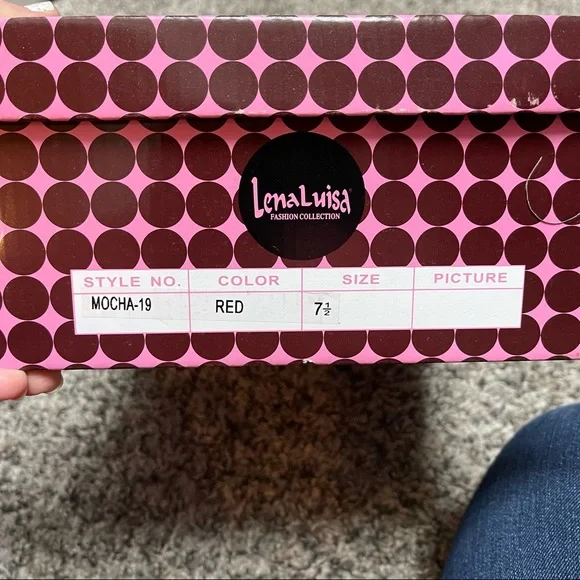 LenaLuisa®
FASHION COLLECTION
STYLE NO. COLOR SIZE PICTURE
MOCHA-19 RED 7½